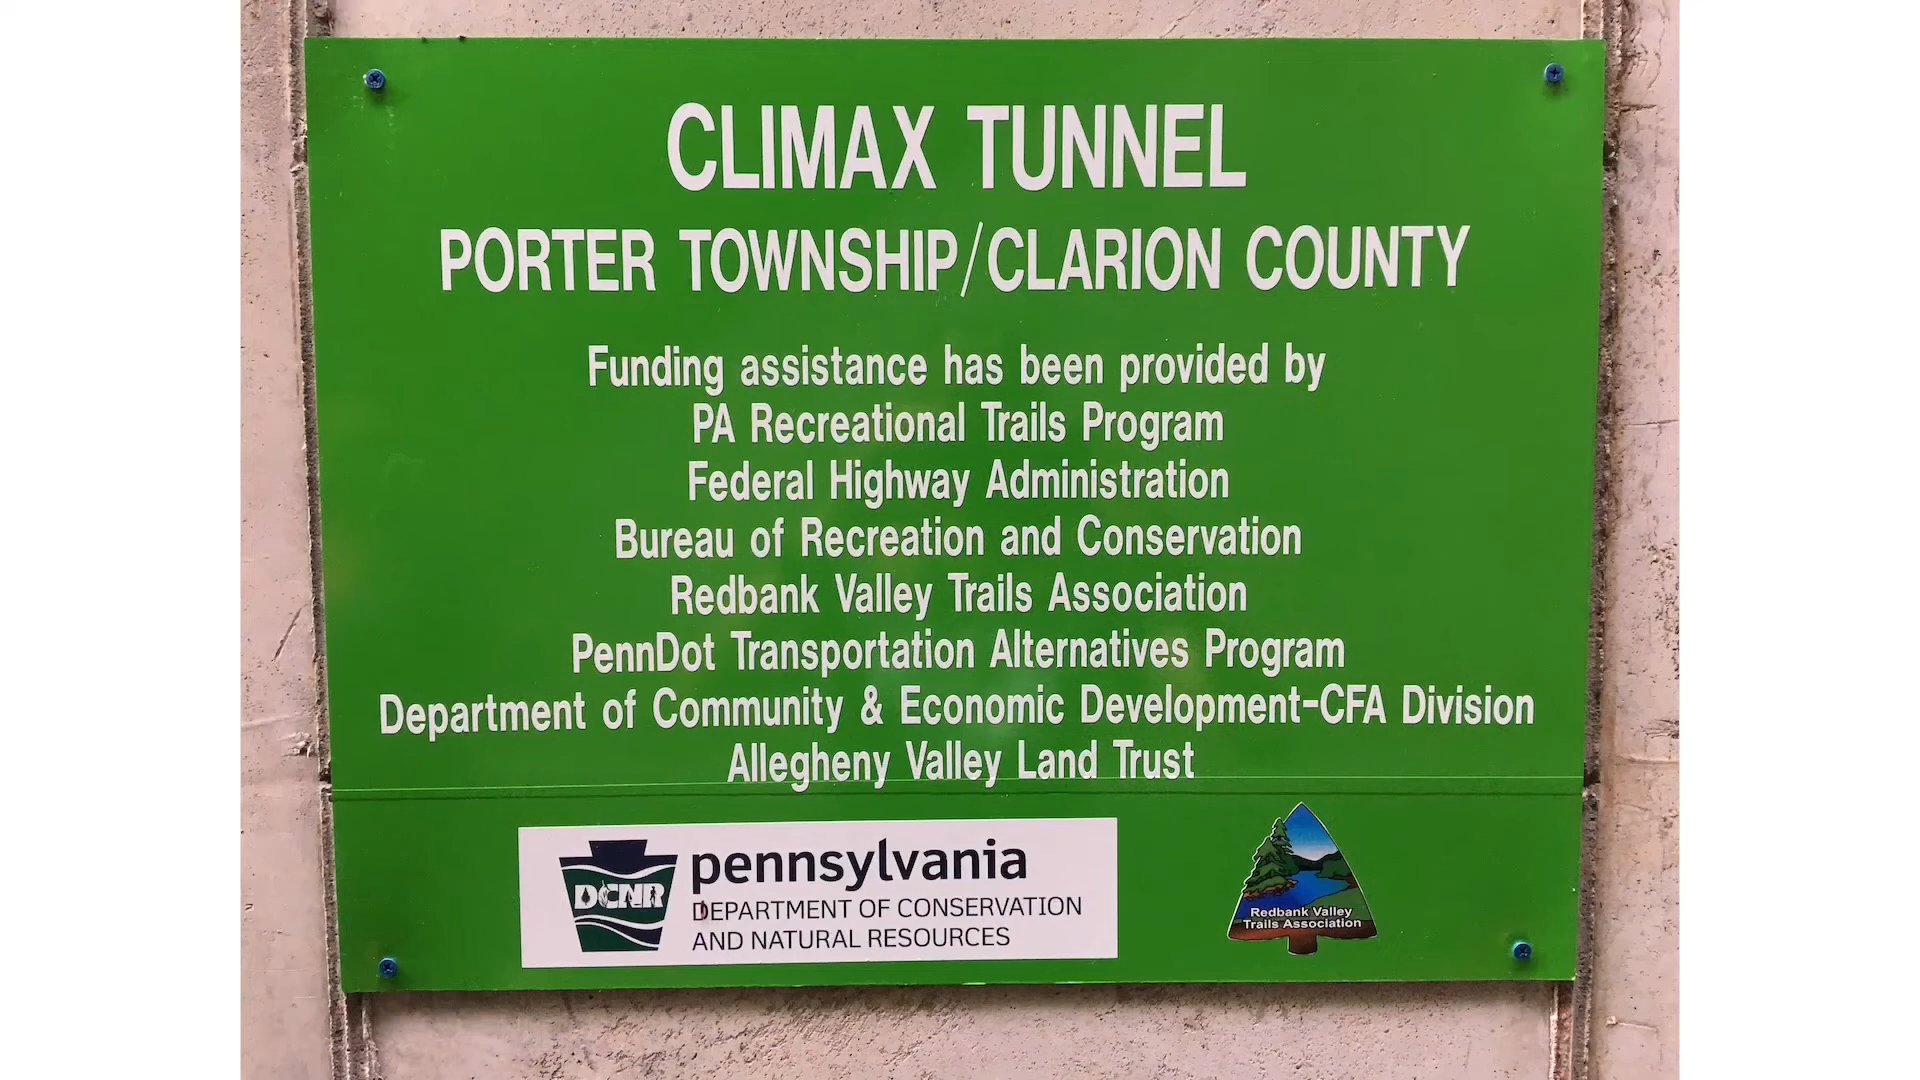 CLIMAX TUNNEL
PORTER TOWNSHIP/CLARION COUNTY
Funding assistance has been provided by
PA Recreational Trails Program
Federal Highway Administration
Bureau of Recreation and Conservation
Redbank Valley Trails Association
PennDot Transportation Alternatives Program
Department of Community & Economic Development-CFA Division
Allegheny Valley Land Trust
DCNR
pennsylvania
DEPARTMENT OF CONSERVATION
AND NATURAL RESOURCES
Redbank Valley
Trails Association